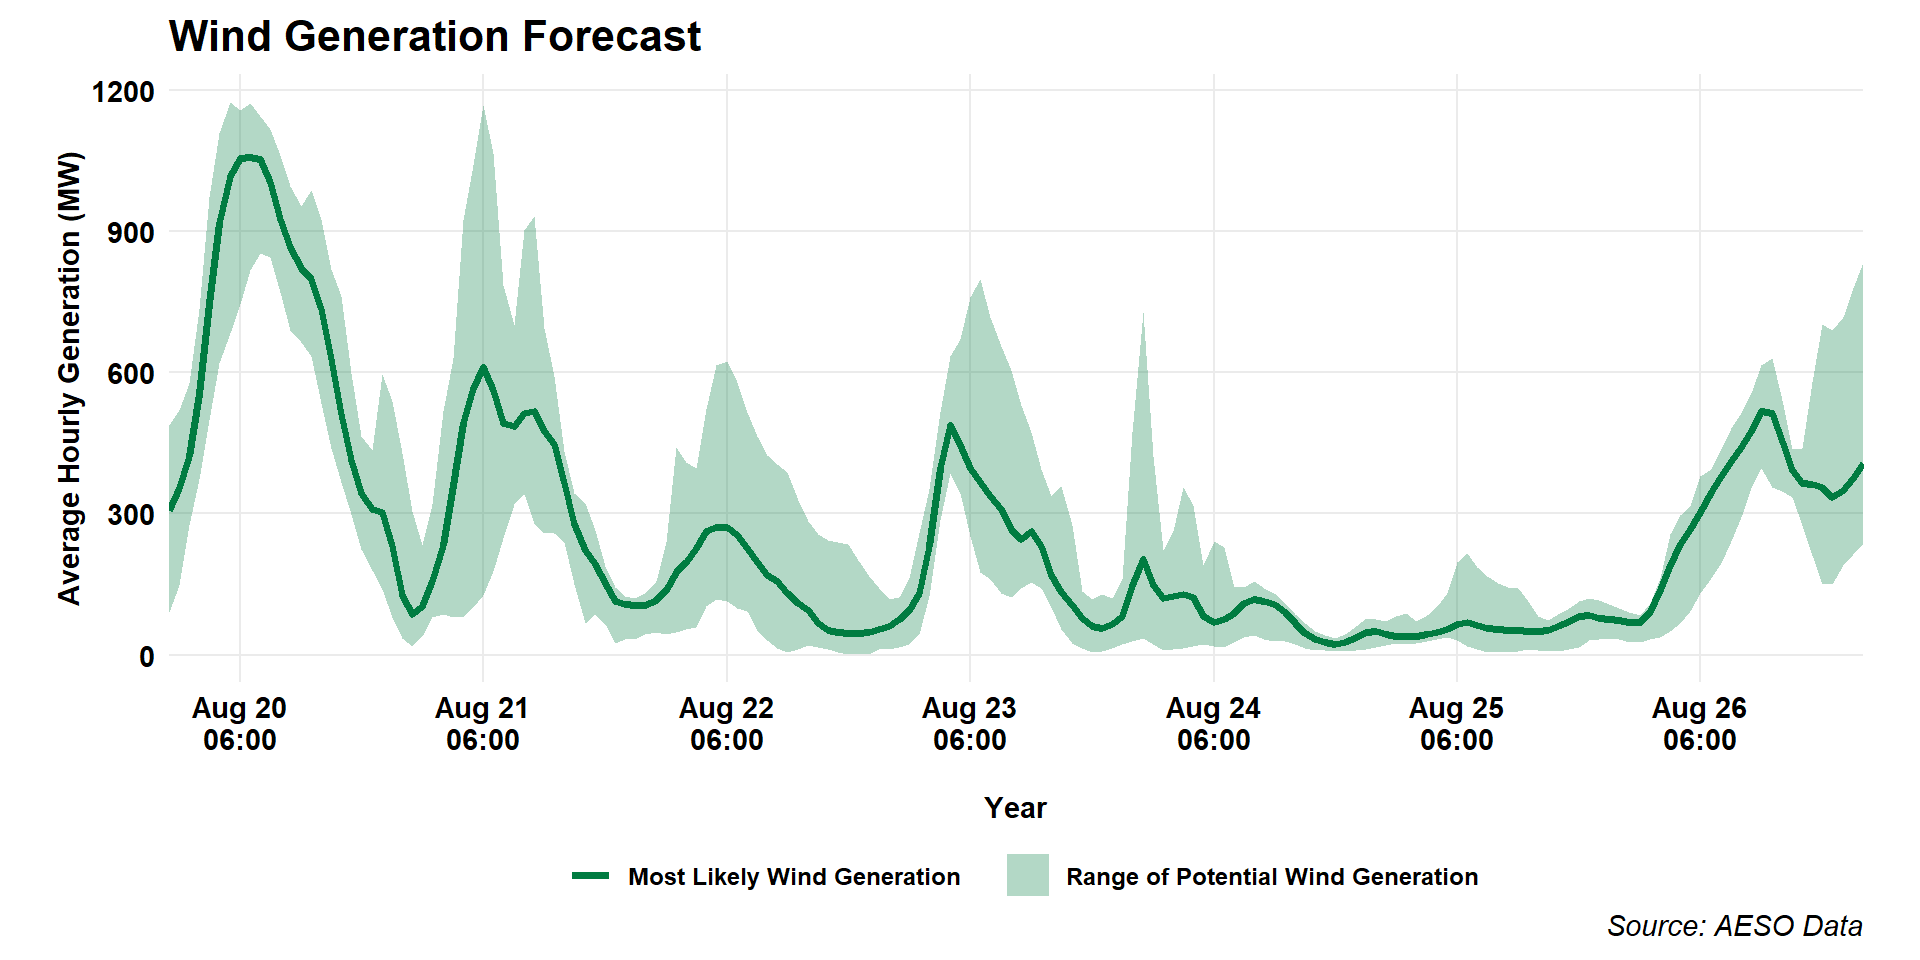 Wind Generation Forecast
Average Hourly Generation (MW)
1200
900
600
300
0
Aug 20 Aug 21 Aug 22 Aug 23 Aug 24 Aug 25 Aug 26
06:00 06:00 06:00 06:00 06:00 06:00 06:00
Year
Most Likely Wind Generation Range of Potential Wind Generation
Source: AESO Data